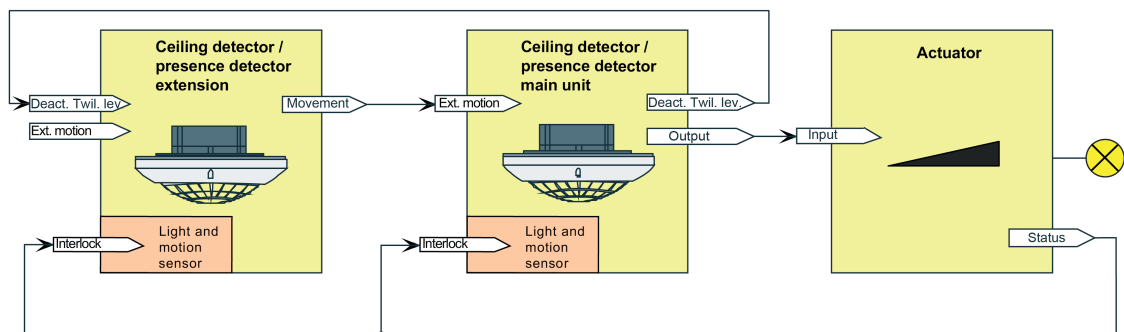 Ceiling detector /
presence detector
extension
Deact. Twil. lev.
Ext. motion
Movement
Interlock
Light and
motion
sensor
Ceiling detector /
presence detector
main unit
Ext. motion
Deact. Twil. lev.
Output
Interlock
Light and
motion
sensor
Actuator
Input
Status